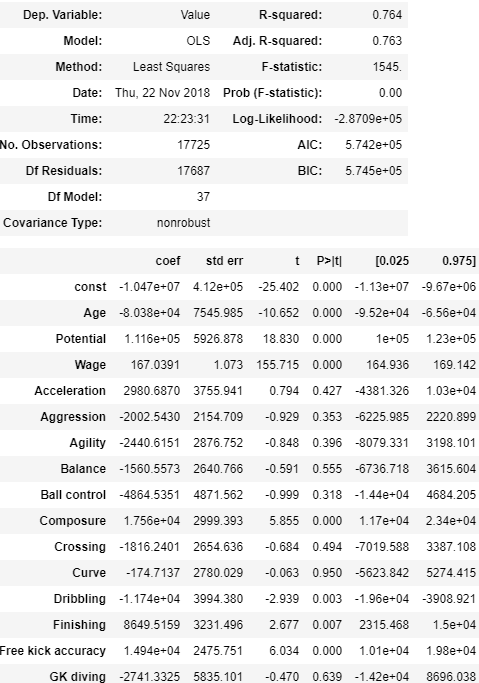 Dep. Variable: Value R-squared: 0.764
Model: OLS Adj. R-squared: 0.763
Method: Least Squares F-statistic: 1545.
Date: Thu, 22 Nov 2018 Prob (F-statistic): 0.00
Time: 22:23:31 Log-Likelihood: -2.8709e+05
No. Observations: 17725 AIC: 5.742e+05
Df Residuals: 17687 BIC: 5.745e+05
Df Model: 37
Covariance Type: nonrobust
coef std err t P>|t| [0.025 0.975]
const -1.047e+07 4.12e+05 -25.402 0.000 -1.13e+07 -9.67e+06
Age -8.038e+04 7545.985 -10.652 0.000 -9.52e+04 -6.56e+04
Potential 1.116e+05 5926.878 18.830 0.000 1e+05 1.23e+05
Wage 167.0391 1.073 155.715 0.000 164.936 169.142
Acceleration 2980.6870 3755.941 0.794 0.427 -4381.326 1.03e+04
Aggression -2002.5430 2154.709 -0.929 0.353 -6225.985 2220.899
Agility -2440.6151 2876.752 -0.848 0.396 -8079.331 3198.101
Balance -1560.5573 2640.766 -0.591 0.555 -6736.718 3615.604
Ball control -4864.5351 4871.562 -0.999 0.318 -1.44e+04 4684.205
Composure 1.756e+04 2999.393 5.855 0.000 1.17e+04 2.34e+04
Crossing -1816.2401 2654.636 -0.684 0.494 -7019.588 3387.108
Curve -174.7137 2780.029 -0.063 0.950 -5623.842 5274.415
Dribbling -1.174e+04 3994.380 -2.939 0.003 -1.96e+04 -3908.921
Finishing 8649.5159 3231.496 2.677 0.007 2315.468 1.5e+04
Free kick accuracy 1.494e+04 2475.751 6.034 0.000 1.01e+04 1.98e+04
GK diving -2741.3325 5835.101 -0.470 0.639 -1.42e+04 8696.038